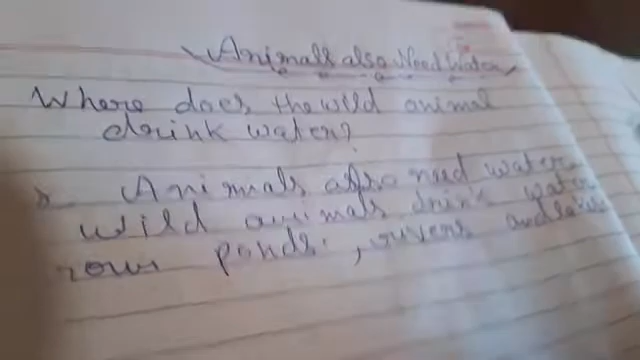 Animals also Need Water
Where does the wild animal
drink water?
Animals also need water.
Wild animals drink water
ponds, rivers and lakes